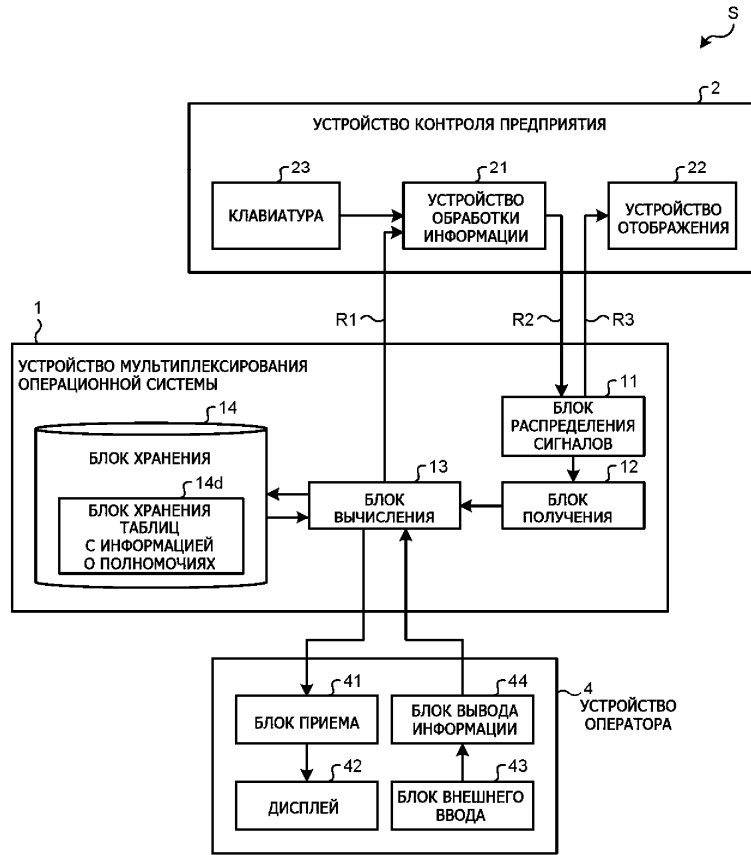 S
2
УСТРОЙСТВО КОНТРОЛЯ ПРЕДПРИЯТИЯ
23
КЛАВИАТУРА
21
УСТРОЙСТВО
ОБРАБОТКИ
ИНФОРМАЦИИ
22
УСТРОЙСТВО
ОТОБРАЖЕНИЯ
R1
R2
R3
1
УСТРОЙСТВО МУЛЬТИПЛЕКСИРОВАНИЯ
ОПЕРАЦИОННОЙ СИСТЕМЫ
14
БЛОК ХРАНЕНИЯ
14d
БЛОК ХРАНЕНИЯ
ТАБЛИЦ
С ИНФОРМАЦИЕЙ
О ПОЛНОМОЧИЯХ
13
БЛОК
ВЫЧИСЛЕНИЯ
11
БЛОК
РАСПРЕДЕЛЕНИЯ
СИГНАЛОВ
12
БЛОК
ПОЛУЧЕНИЯ
4
УСТРОЙСТВО
ОПЕРАТОРА
41
БЛОК ПРИЕМА
42
ДИСПЛЕЙ
44
БЛОК ВЫВОДА
ИНФОРМАЦИИ
43
БЛОК ВНЕШНЕГО
ВВОДА